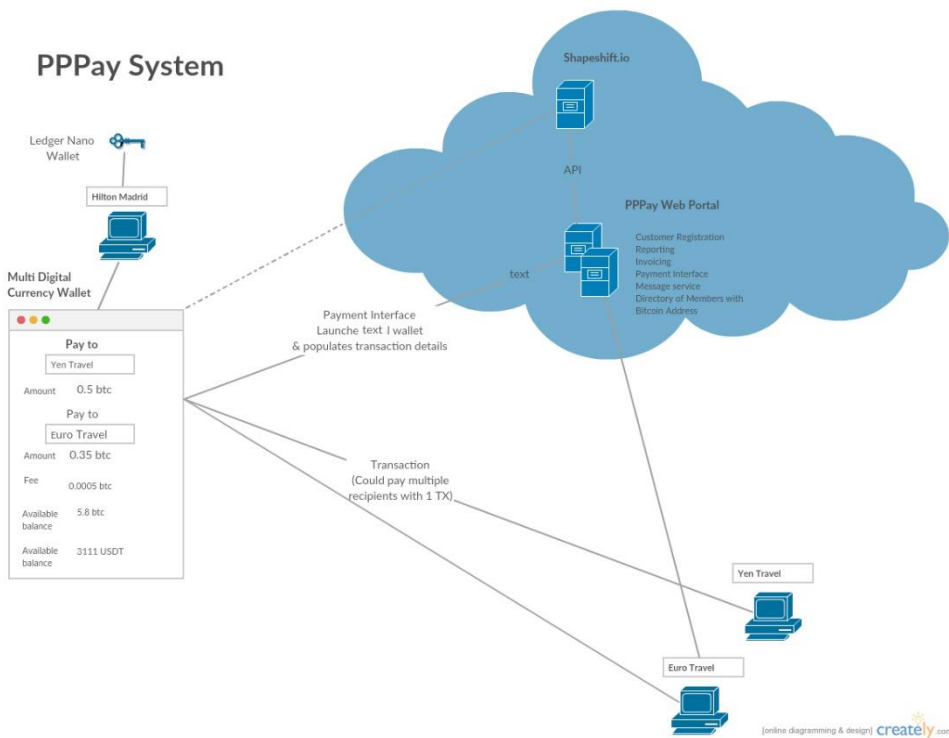 PPPay System
Shapeshift.io
Ledger Nano
Wallet
Hilton Madrid
API
PPPay Web Portal
Customer Registration
Reporting
Invoicing
Payment Interface
Message service
Directory of Members with
Bitcoin Address
text
Multi Digital
Currency Wallet
Payment Interface
Launche text l wallet
& populates transaction details
Pay to
Yen Travel
Amount 0.5 btc
Pay to
Euro Travel
Amount 0.35 btc
Fee 0.0005 btc
Available
balance 5.8 btc
Available
balance 3111 USDT
Transaction
(Could pay multiple
recipients with 1 TX)
Yen Travel
Euro Travel
[online diagramming & design] creately.com